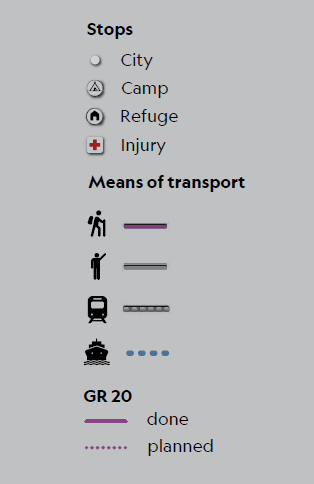 Stops
City
Camp
Refuge
Injury
Means of transport
GR 20
done
planned